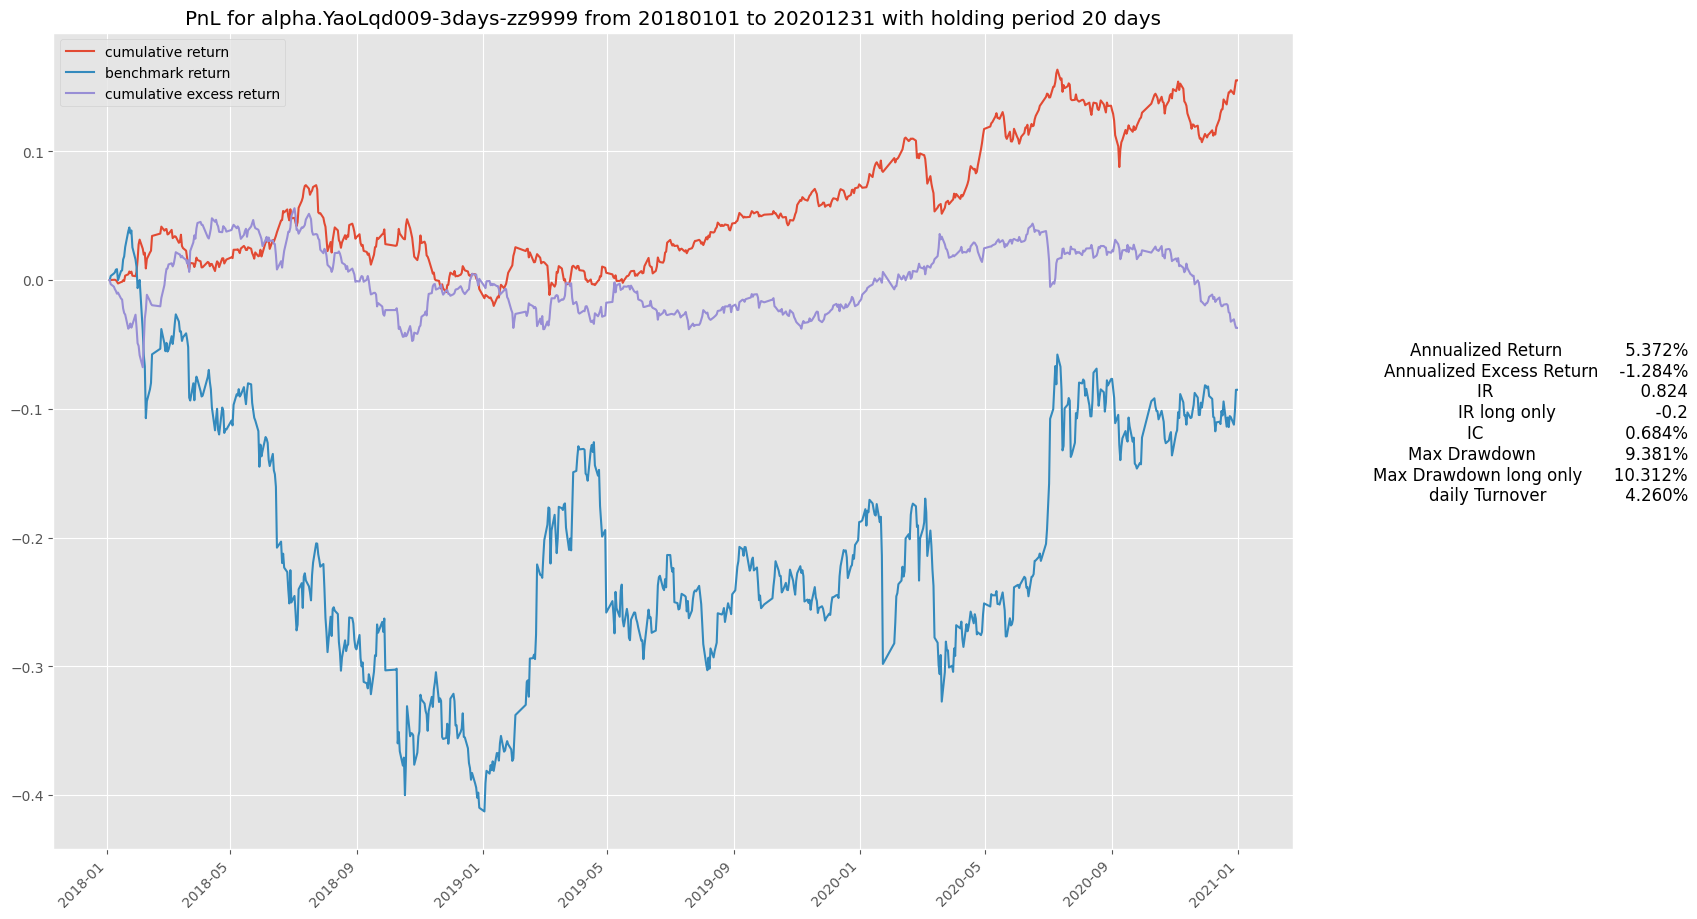 PnL for alpha.YaoLqd009-3days-zz9999 from 20180101 to 20201231 with holding period 20 days
cumulative return
benchmark return
cumulative excess return
0.1
0.0
−0.1
−0.2
−0.3
−0.4
2018-01
2018-05
2018-09
2019-01
2019-05
2019-09
2020-01
2020-05
2020-09
2021-01
Annualized Return 5.372%
Annualized Excess Return -1.284%
IR 0.824
IR long only -0.2
IC 0.684%
Max Drawdown 9.381%
Max Drawdown long only 10.312%
daily Turnover 4.260%